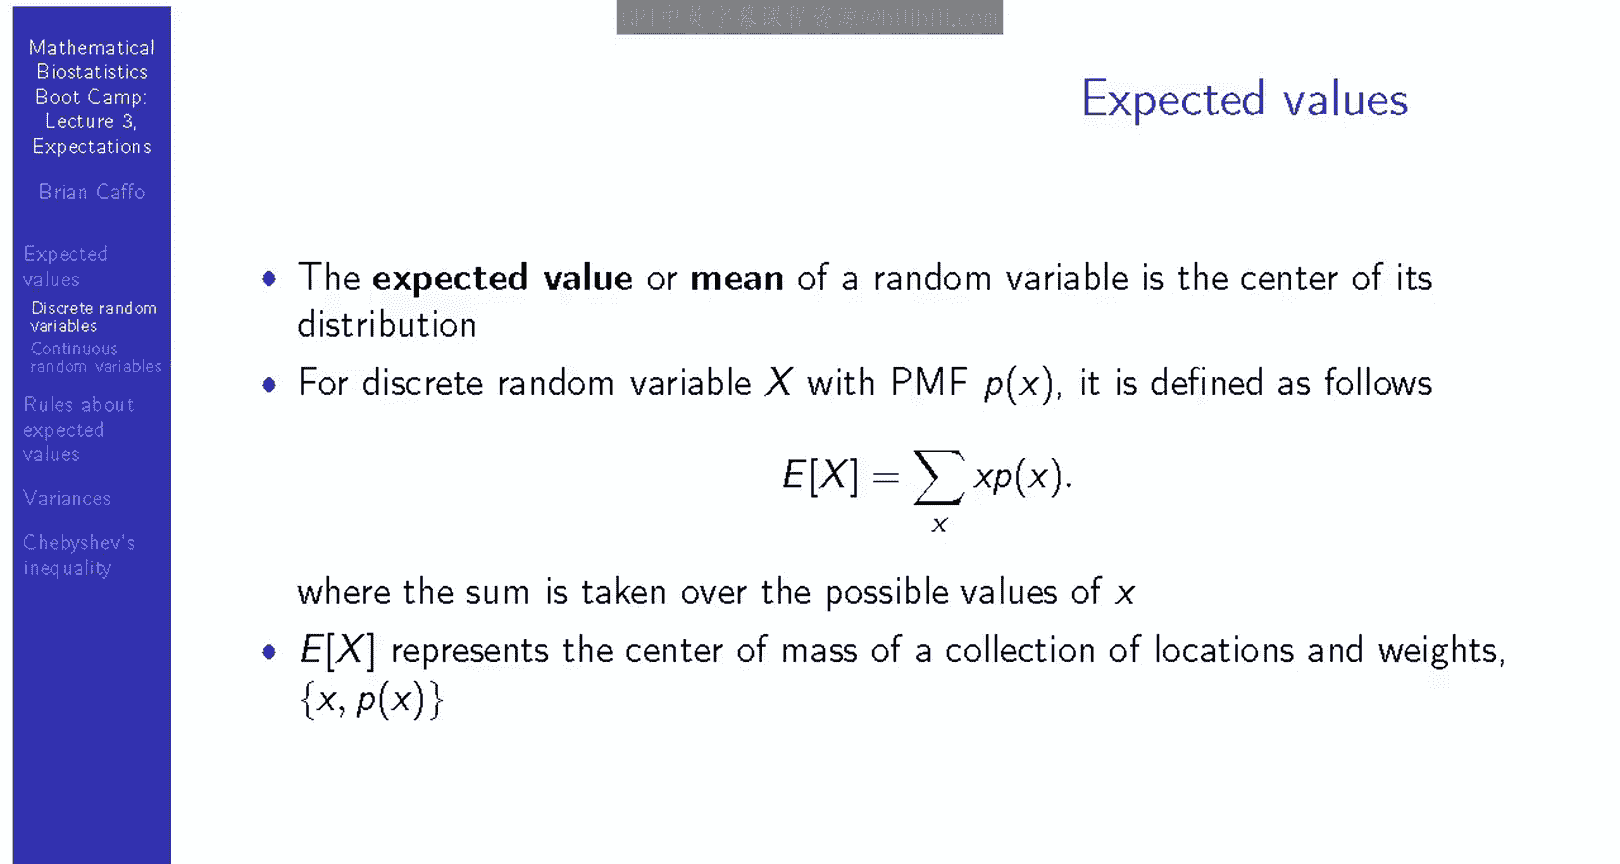 Mathematical
Biostatistics
Boot Camp:
Lecture 3,
Expectations
Brian Caffo
Expected
values
Discrete random
variables
Continuous
random variables
Rules about
expected
values
Variances
Chebyshev's
inequality
Expected values
• The expected value or mean of a random variable is the center of its
distribution
• For discrete random variable X with PMF p(x), it is defined as follows
E[X] = ∑ xp(x).
x
where the sum is taken over the possible values of x
• E[X] represents the center of mass of a collection of locations and weights,
{x, p(x)}